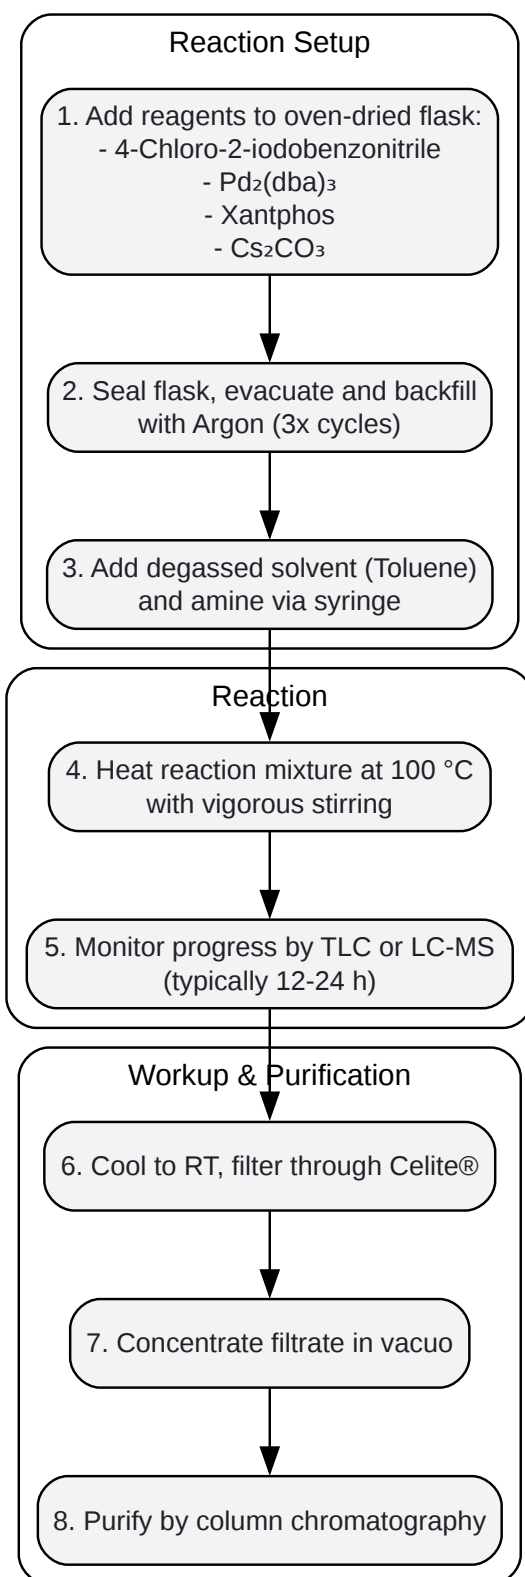 Reaction Setup
1. Add reagents to oven-dried flask:
- 4-Chloro-2-iodobenzonitrile
- Pd₂(dba)₃
- Xantphos
- Cs₂CO₃
2. Seal flask, evacuate and backfill
with Argon (3x cycles)
3. Add degassed solvent (Toluene)
and amine via syringe
Reaction
4. Heat reaction mixture at 100 °C
with vigorous stirring
5. Monitor progress by TLC or LC-MS
(typically 12-24 h)
Workup & Purification
6. Cool to RT, filter through Celite®
7. Concentrate filtrate in vacuo
8. Purify by column chromatography